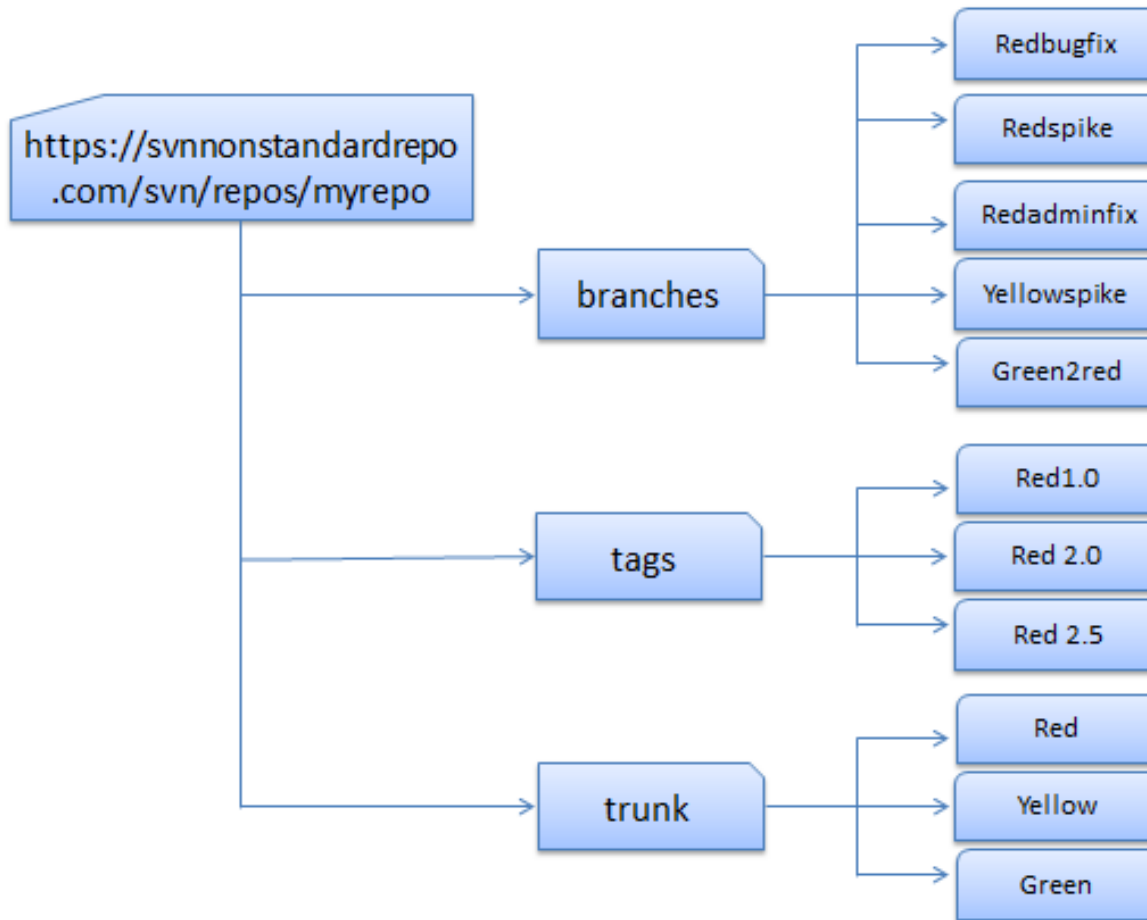 https://svnnonstandardrepo
.com/svn/repos/myrepo
branches
Redbugfix
Redspike
Redadminfix
Yellowspike
Green2red
tags
Red1.0
Red 2.0
Red 2.5
trunk
Red
Yellow
Green